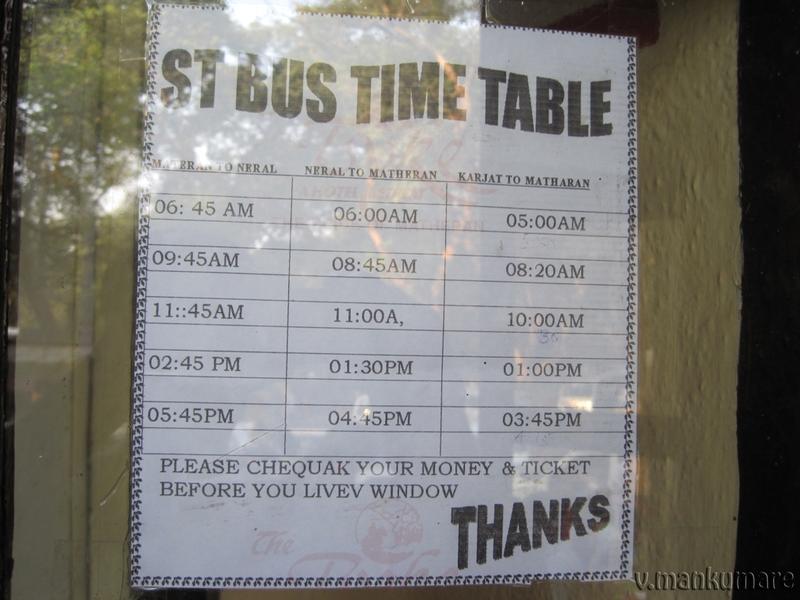 ST BUS TIME TABLE
MATERAN TO NERAL NERAL TO MATHERAN KARJAT TO MATHARAN
06: 45 AM 06:00AM 05:00AM
09:45AM 08:45AM 08:20AM
11::45AM 11:00A, 10:00AM
02:45 PM 01:30PM 01:00PM
05:45PM 04:45PM 03:45PM
PLEASE CHEQUAK YOUR MONEY & TICKET
BEFORE YOU LIVEV WINDOW
THANKS
The
v.mankumare